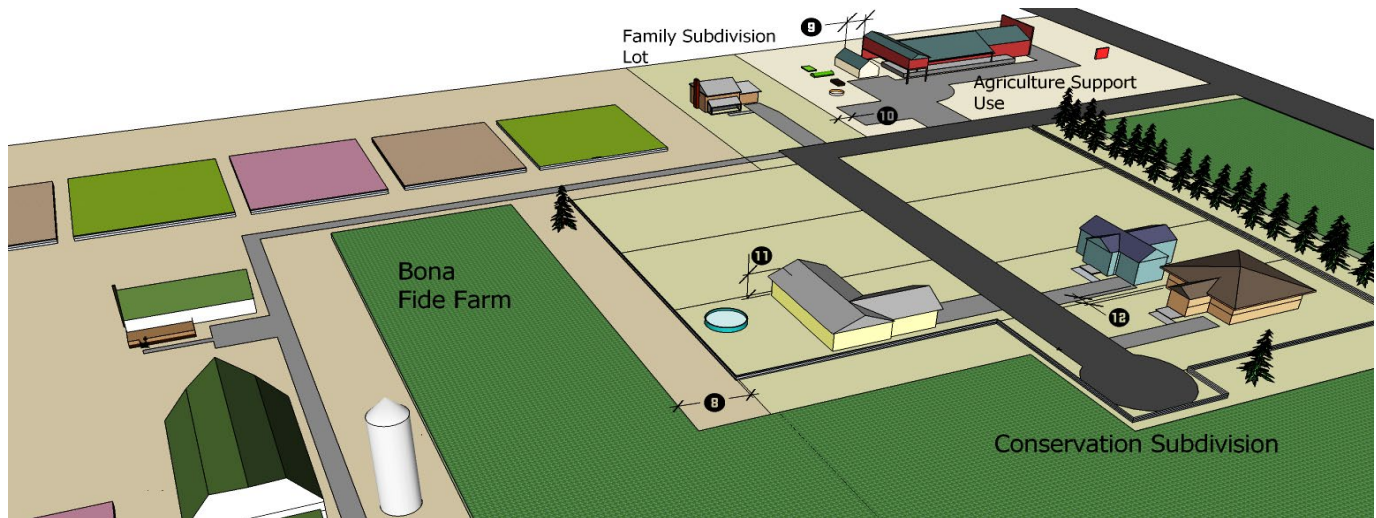 Family Subdivision
Lot
9
Agriculture Support
Use
10
11
Bona
Fide Farm
12
8
Conservation Subdivision